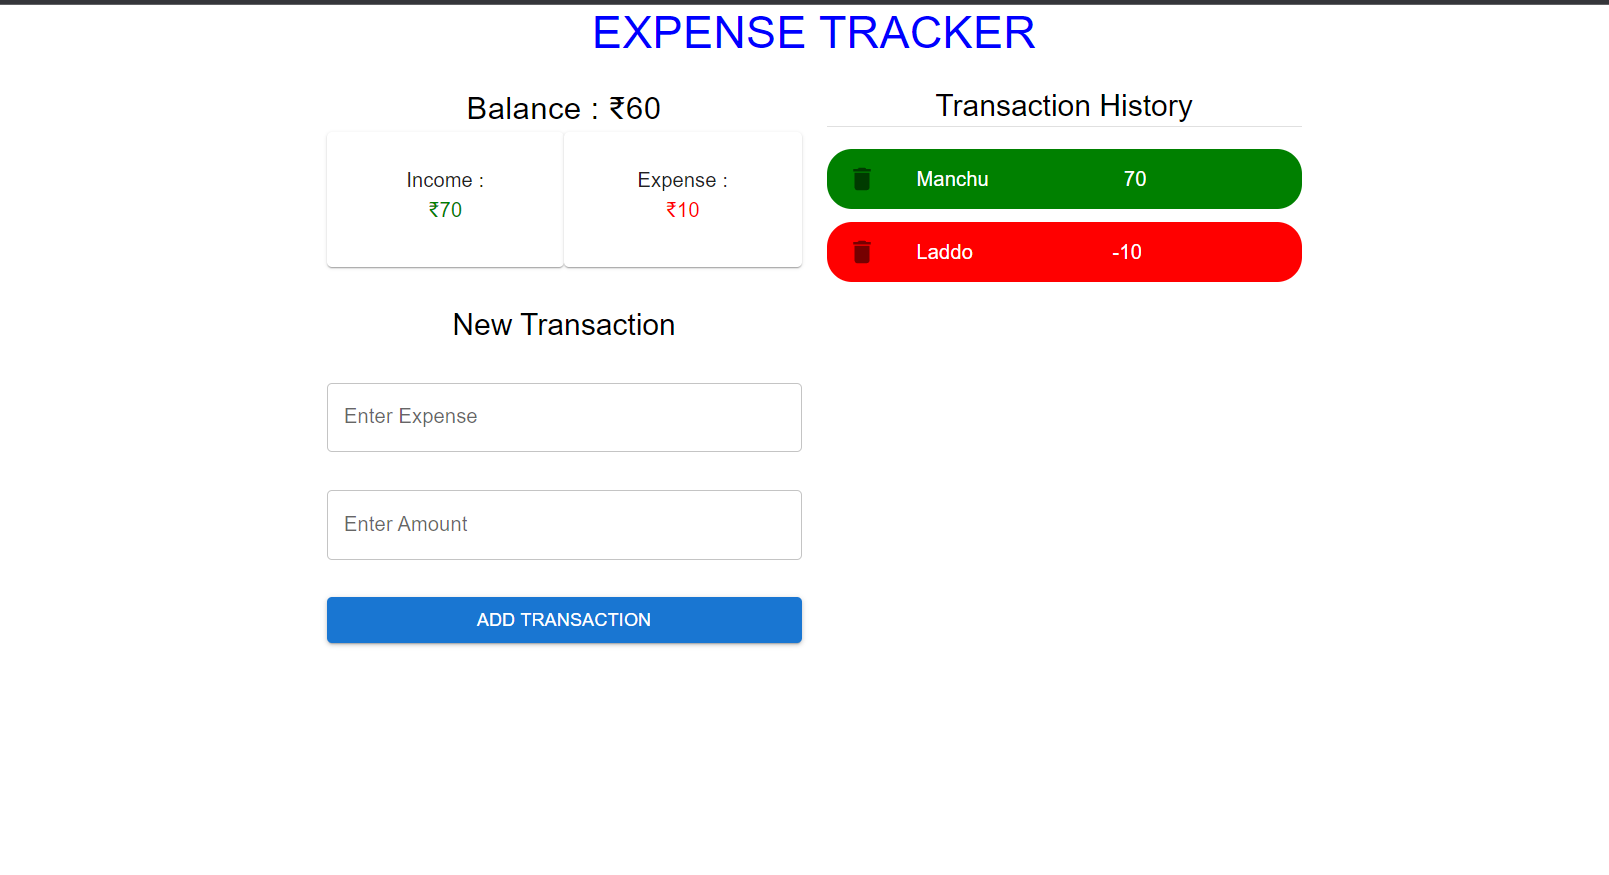 EXPENSE TRACKER
Balance : ₹60
Income :
₹70
Expense :
₹10
New Transaction
Enter Expense
Enter Amount
ADD TRANSACTION
Transaction History
Manchu 70
Laddo -10